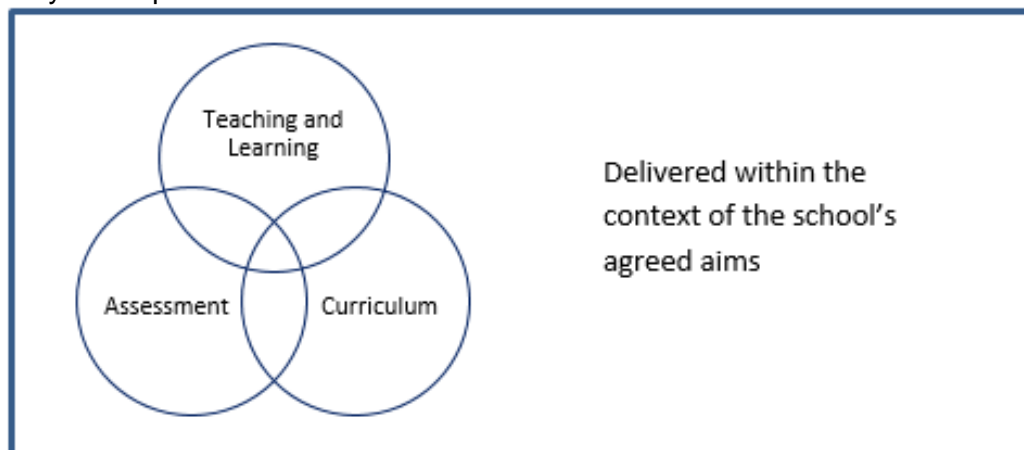 Teaching and
Learning
Assessment
Curriculum
Delivered within the
context of the school's
agreed aims